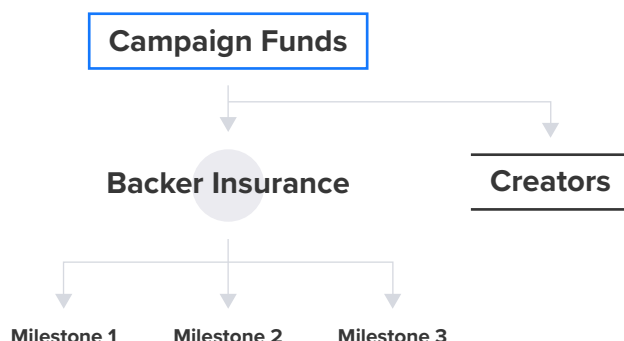 Campaign Funds
Backer Insurance
Creators
Milestone 1
Milestone 2
Milestone 3